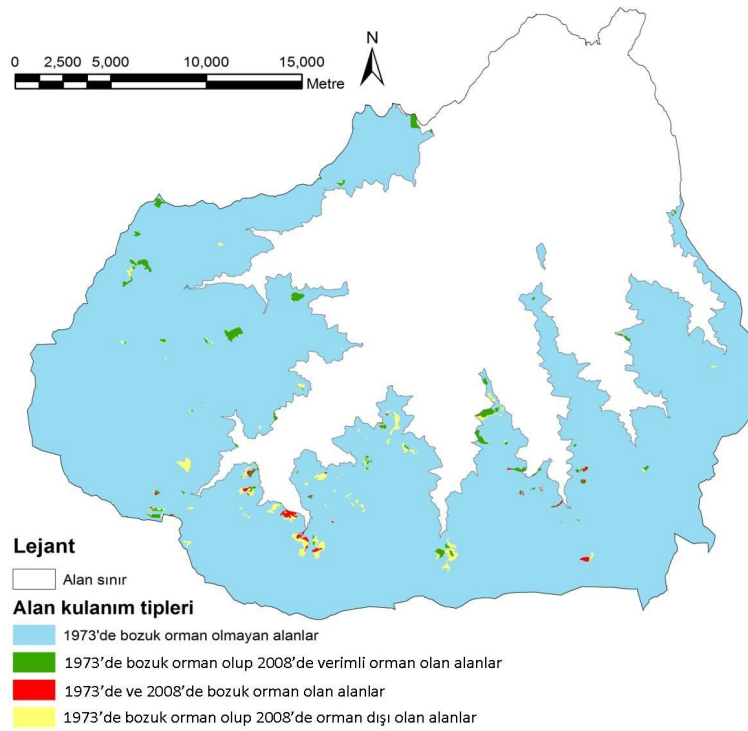 N
0 2,500 5,000 10,000 15,000
Metre
Lejant
Alan sınır
Alan kulanım tipleri
1973'de bozuk orman olmayan alanlar
1973’de bozuk orman olup 2008’de verimli orman olan alanlar
1973’de ve 2008’de bozuk orman olan alanlar
1973’de bozuk orman olup 2008’de orman dışı olan alanlar